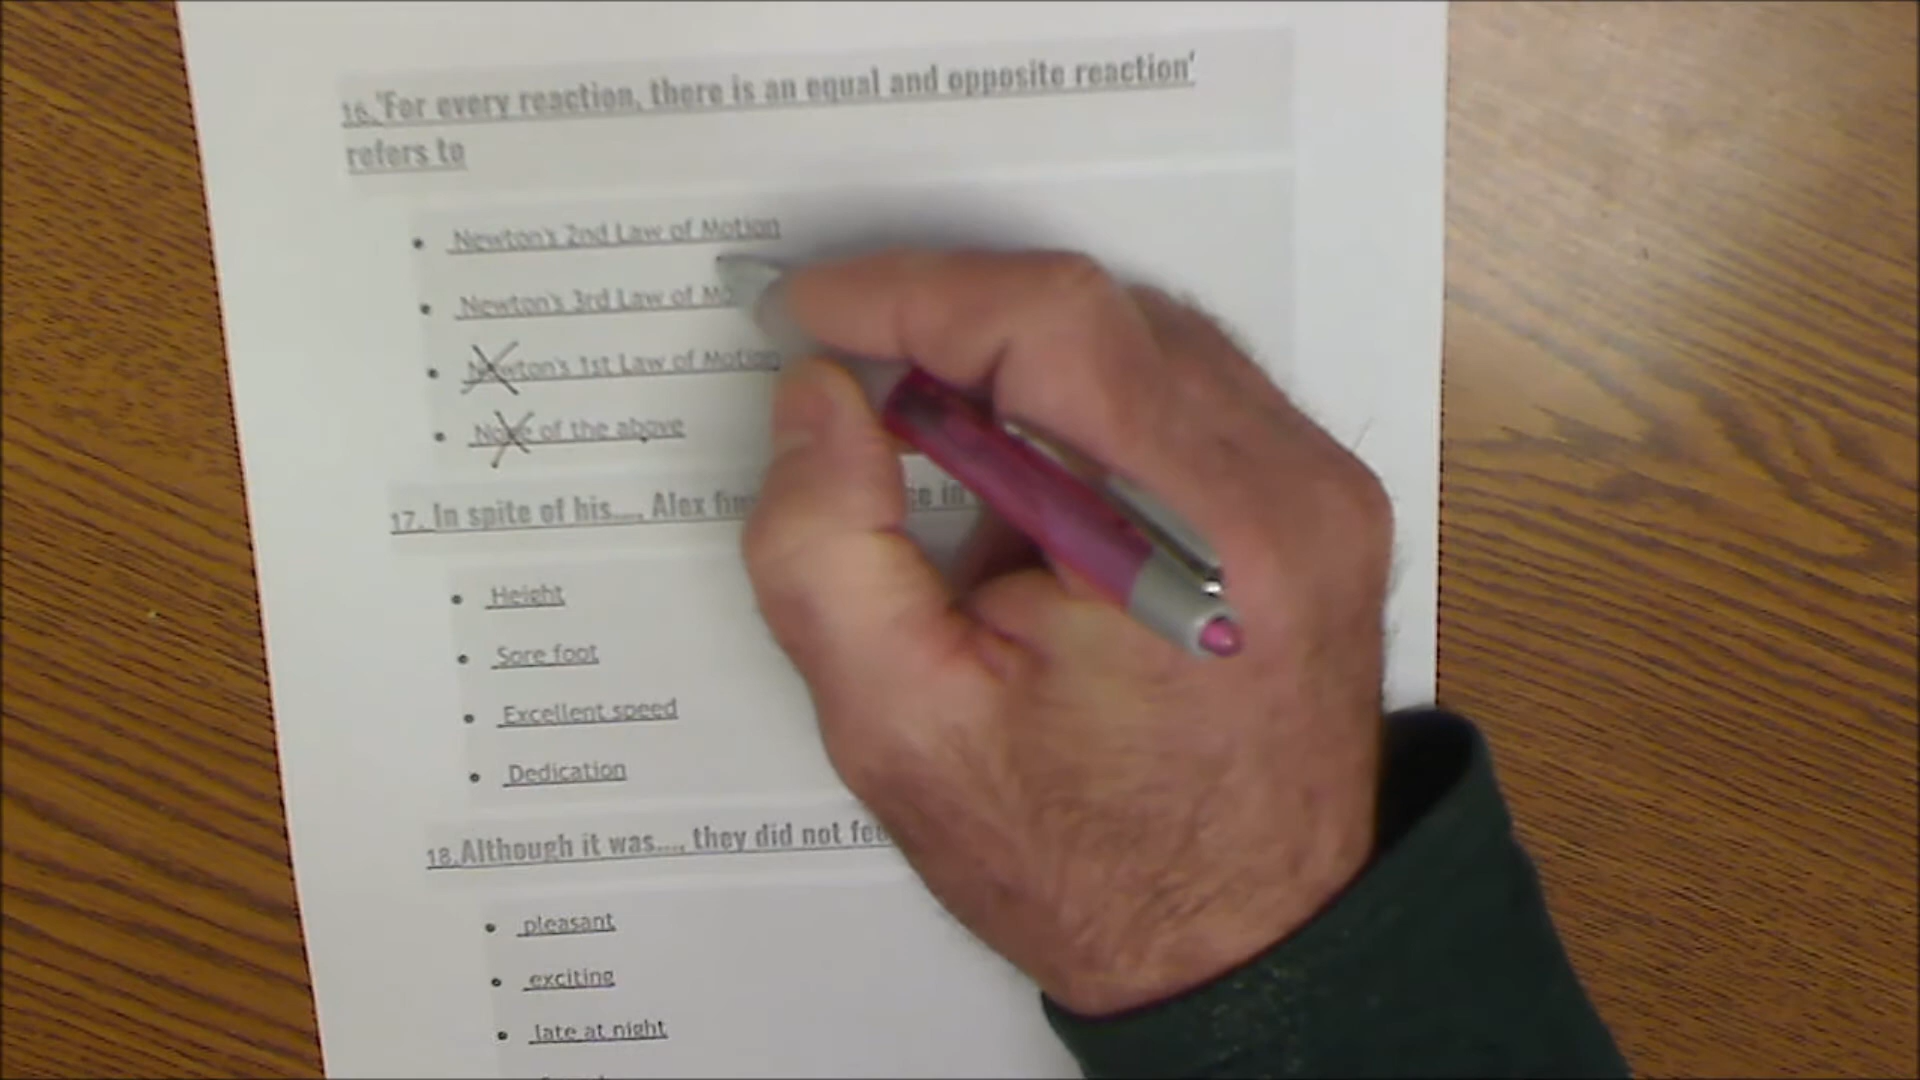 16.'For every reaction, there is an equal and opposite reaction'
refers to
Newton's 2nd Law of Motion
Newton's 3rd Law of
Newton's 1st Law of Motion
None of the above
17. In spite of his...., Alex in
Height
Sore foot
Excellent speed
Dedication
18.Although it was...., they did not
pleasant
exciting
late at night